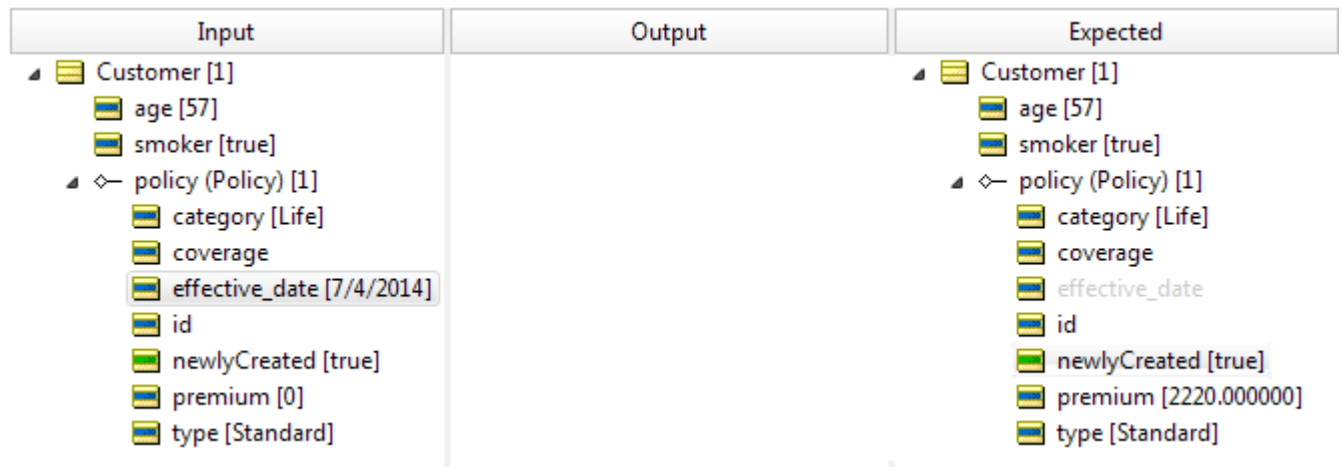 Input Output Expected
Customer [1] Customer [1]
age [57] age [57]
smoker [true] smoker [true]
policy (Policy) [1] policy (Policy) [1]
category [Life] category [Life]
coverage coverage
effective_date [7/4/2014] effective_date
id id
newlyCreated [true] newlyCreated [true]
premium [0] premium [2220.000000]
type [Standard] type [Standard]